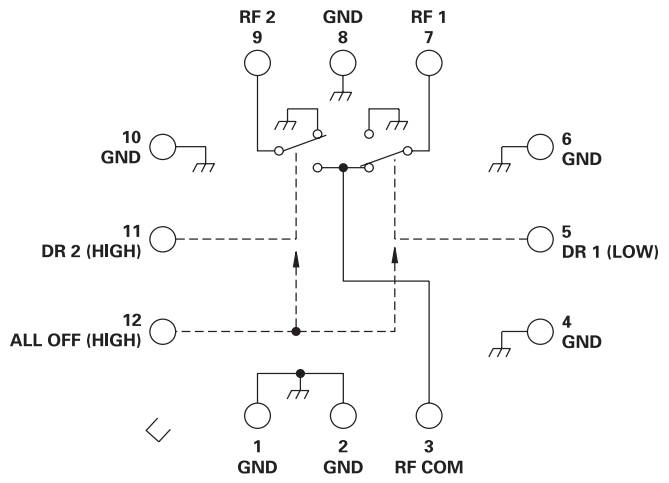 RF 2
9
GND
8
RF 1
7
10
GND
6
GND
11
DR 2 (HIGH)
5
DR 1 (LOW)
12
ALL OFF (HIGH)
4
GND
1
GND
2
GND
3
RF COM